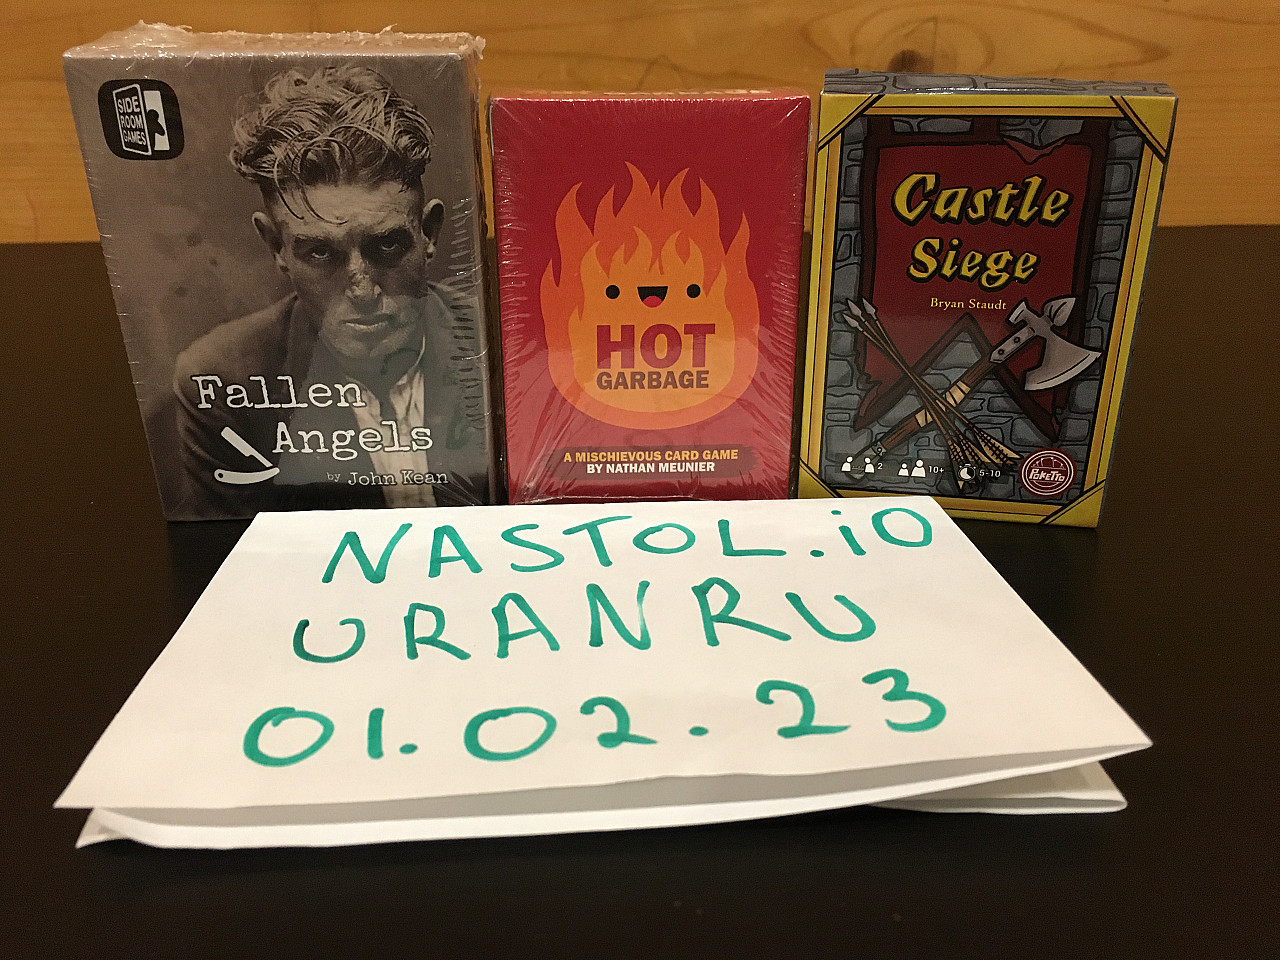 SIDE
ROOM
GAMES
Fallen
Angels
by John Kean
HOT
GARBAGE
A MISCHIEVOUS CARD GAME
BY NATHAN MEUNIER
Castle
Siege
Bryan Staudt
2
10+
5-10
POKETTO
NASTOL.iO
URANRU
01.02.23